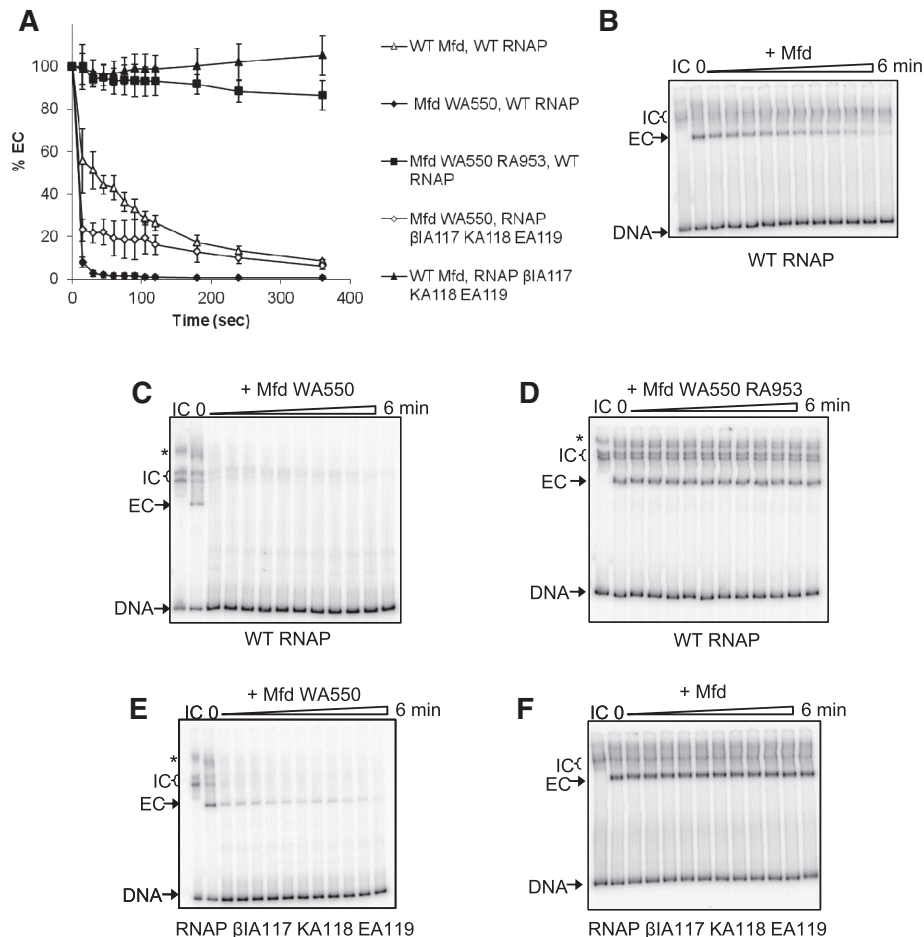 A
% EC
100
80
60
40
20
0
0
100
200
300
400
Time (sec)
WT Mfd, WT RNAP
Mfd WA550, WT RNAP
Mfd WA550 RA953, WT
RNAP
Mfd WA550, RNAP
βIA117 KA118 EA119
WT Mfd, RNAP βIA117
KA118 EA119
B
+ Mfd
IC 0
6 min
IC
EC
DNA
WT RNAP
C
+ Mfd WA550
IC 0
6 min
*
IC
EC
DNA
WT RNAP
D
+ Mfd WA550 RA953
IC 0
6 min
*
IC
EC
DNA
WT RNAP
E
+ Mfd WA550
IC 0
6 min
*
IC
EC
DNA
RNAP βIA117 KA118 EA119
F
+ Mfd
IC 0
6 min
IC
EC
DNA
RNAP βIA117 KA118 EA119